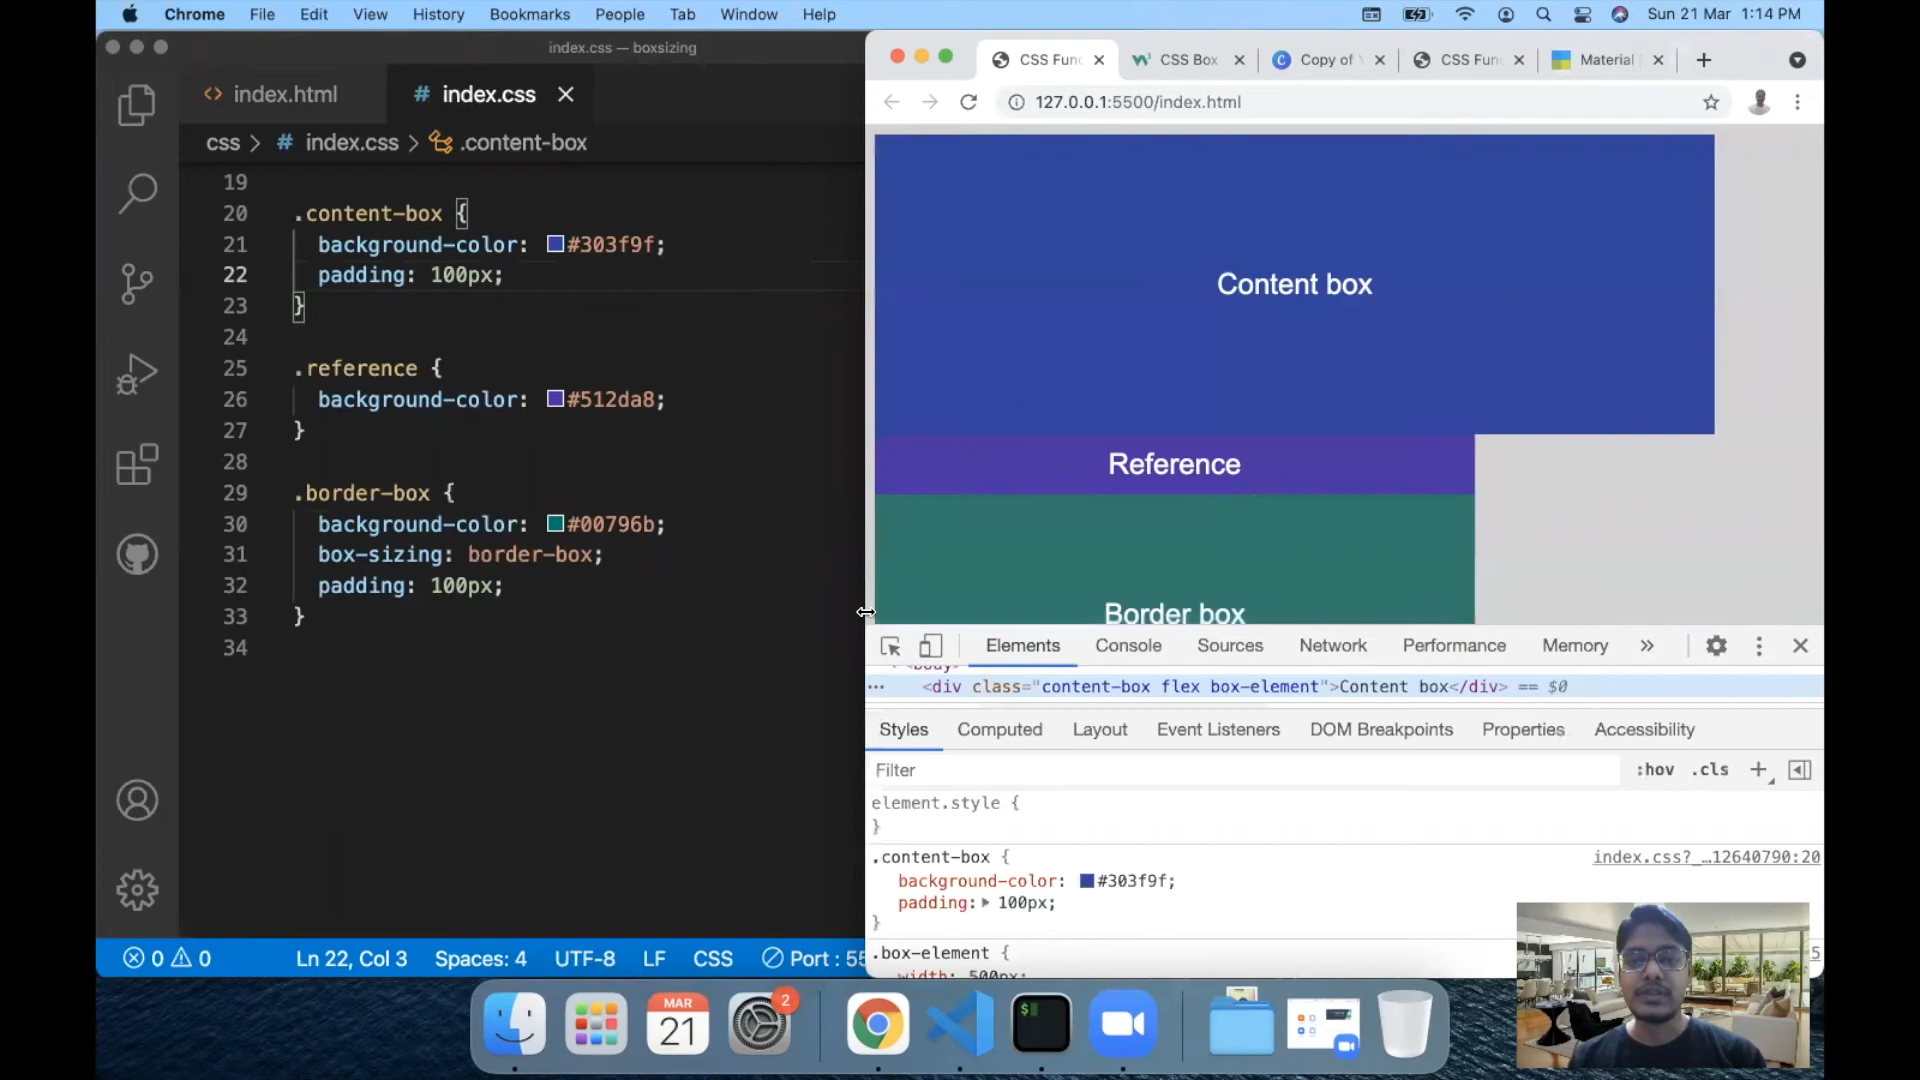 Chrome File Edit View History Bookmarks People Tab Window Help Sun 21 Mar 1:14 PM
index.css — boxsizing
<> index.html # index.css
css > # index.css > .content-box
19
20 .content-box {
21 background-color: #303f9f;
22 padding: 100px;
23 }
24
25 .reference {
26 background-color: #512da8;
27 }
28
29 .border-box {
30 background-color: #00796b;
31 box-sizing: border-box;
32 padding: 100px;
33 }
34
0 0 Ln 22, Col 3 Spaces: 4 UTF-8 LF CSS Port : 55
CSS Fun CSS Box Copy of CSS Fun Material
127.0.0.1:5500/index.html
Content box
Reference
Border box
Elements Console Sources Network Performance Memory
<body>
<div class="content-box flex box-element">Content box</div> == $0
Styles Computed Layout Event Listeners DOM Breakpoints Properties Accessibility
Filter :hov .cls
element.style {
}
.content-box { index.css?_…12640790:20
background-color: #303f9f;
padding: 100px;
}
.box-element { 5
width: 500px;
MAR
21
2
$